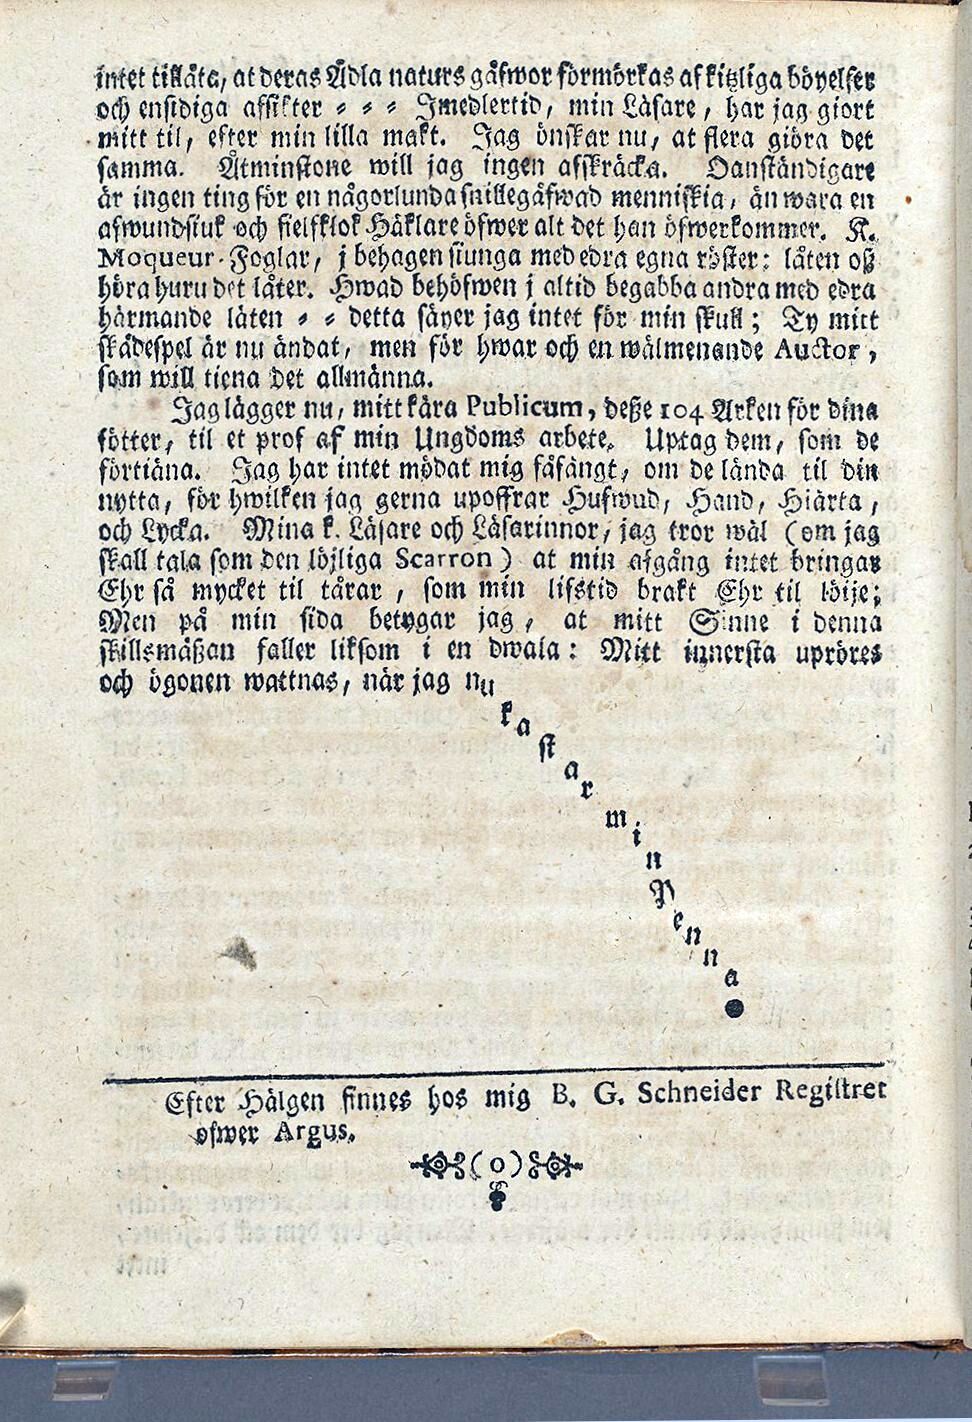 intet tillåta, at deras Ädla naturs gåfwor förmörkas af kitzliga böyelser
och ensidiga affikter = = = Imedlertid, min Läsare, har jag giort
mitt til, efter min lilla makt. Jag önskar nu, at flera giöra det
samma. Åtminstone will jag ingen afskräcka. Oanständigare
är ingen ting för en någorlunda snillegåfwad menniskia, än wara en
afwundsiuk och sielfklok Häklare öfwer alt det han öfwerkommer. K.
Moqueur-Foglar, j behagen siunga med edra egna röster: låten oß
höra huru det låter. Hwad behöfwen j altid begabba andra med edra
härmande läten = = detta säyer jag intet för min skull; Ty mitt
skådespel är nu ändat, men för hwar och en wälmenande Auctor,
som will tiena det allmänna.
Jag lägger nu, mitt kära Publicum, deße 104 Arken för dina
fötter, til et prof af min Ungdoms arbete. Uptag dem, som de
förtiäna. Jag har intet mödat mig fåfängt, om de lända til din
nytta, för hwilken jag gerna upoffrar Hufwud, Hand, Hiärta,
och Lycka. Mina k. Läsare och Läsarinnor, jag tror wäl (om jag
skall tala som den löjliga Scarron) at min afgång intet bringar
Ehr så mycket til tårar, som min lifstid brakt Ehr til löije;
Men på min sida betygar jag, at mitt Sinne i denna
skillsmäßan faller liksom i en dwala: Mitt innersta upröres
och ögonen wattnas, när jag nu
kastar min Penna
Efter Hälgen finnes hos mig B. G. Schneider Registret
ofwer Argus.
(o)